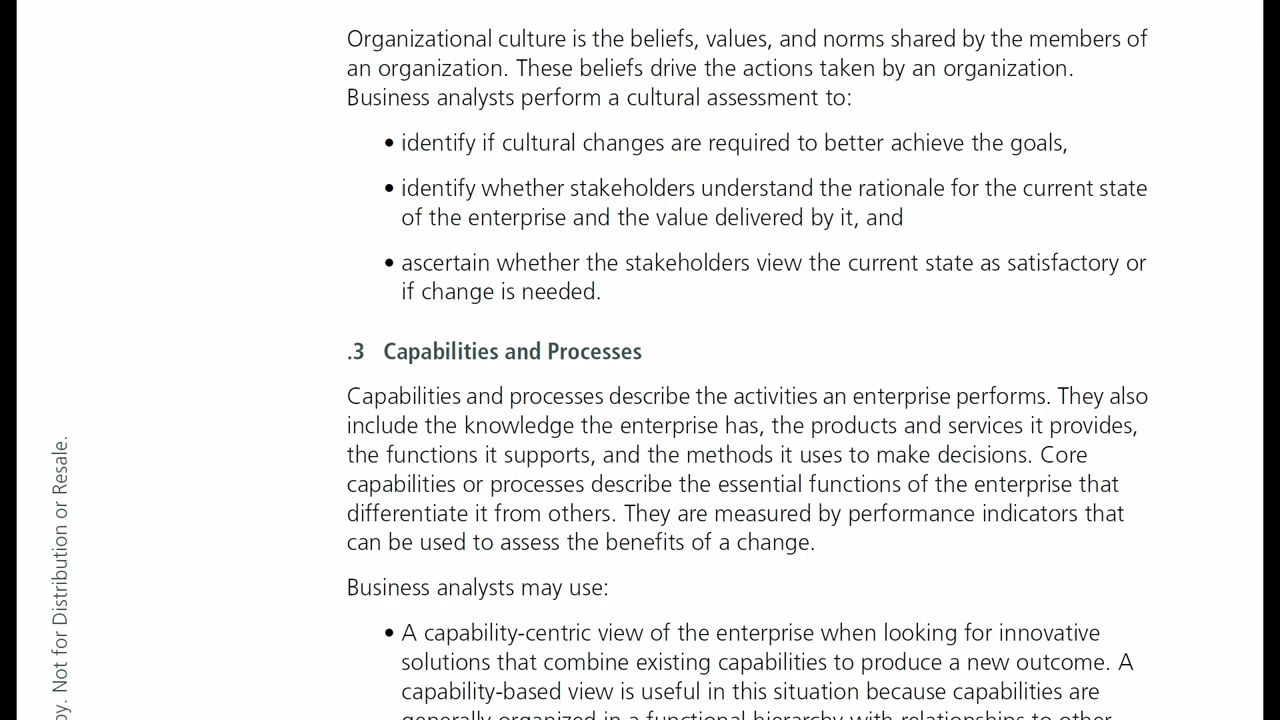 Organizational culture is the beliefs, values, and norms shared by the members of
an organization. These beliefs drive the actions taken by an organization.
Business analysts perform a cultural assessment to:
• identify if cultural changes are required to better achieve the goals,
• identify whether stakeholders understand the rationale for the current state
of the enterprise and the value delivered by it, and
• ascertain whether the stakeholders view the current state as satisfactory or
if change is needed.
.3 Capabilities and Processes
Capabilities and processes describe the activities an enterprise performs. They also
include the knowledge the enterprise has, the products and services it provides,
the functions it supports, and the methods it uses to make decisions. Core
capabilities or processes describe the essential functions of the enterprise that
differentiate it from others. They are measured by performance indicators that
can be used to assess the benefits of a change.
Business analysts may use:
• A capability-centric view of the enterprise when looking for innovative
solutions that combine existing capabilities to produce a new outcome. A
capability-based view is useful in this situation because capabilities are
generally organized in a functional hierarchy with relationships to other
Not for Distribution or Resale.